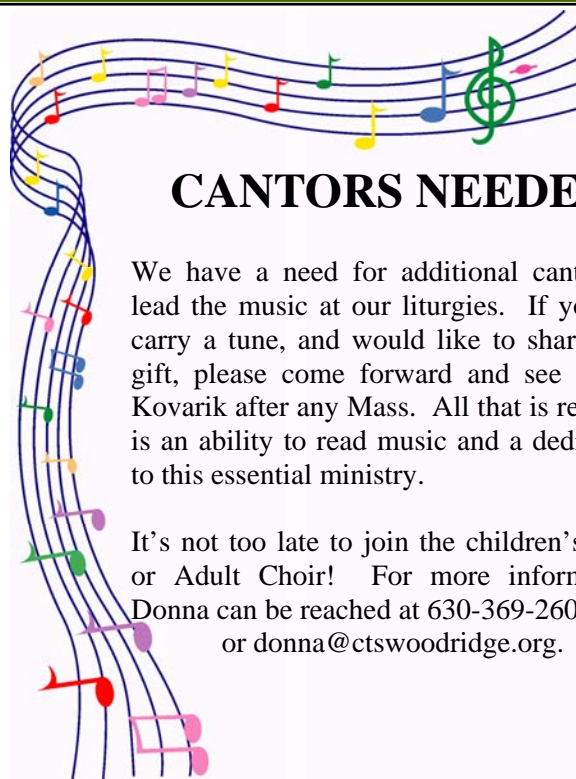 CANTORS NEEDE
We have a need for additional cant
lead the music at our liturgies. If yo
carry a tune, and would like to shar
gift, please come forward and see
Kovarik after any Mass. All that is re
is an ability to read music and a dedi
to this essential ministry.
It's not too late to join the children's
or Adult Choir! For more inform
Donna can be reached at 630-369-260
or donna@ctswoodridge.org.